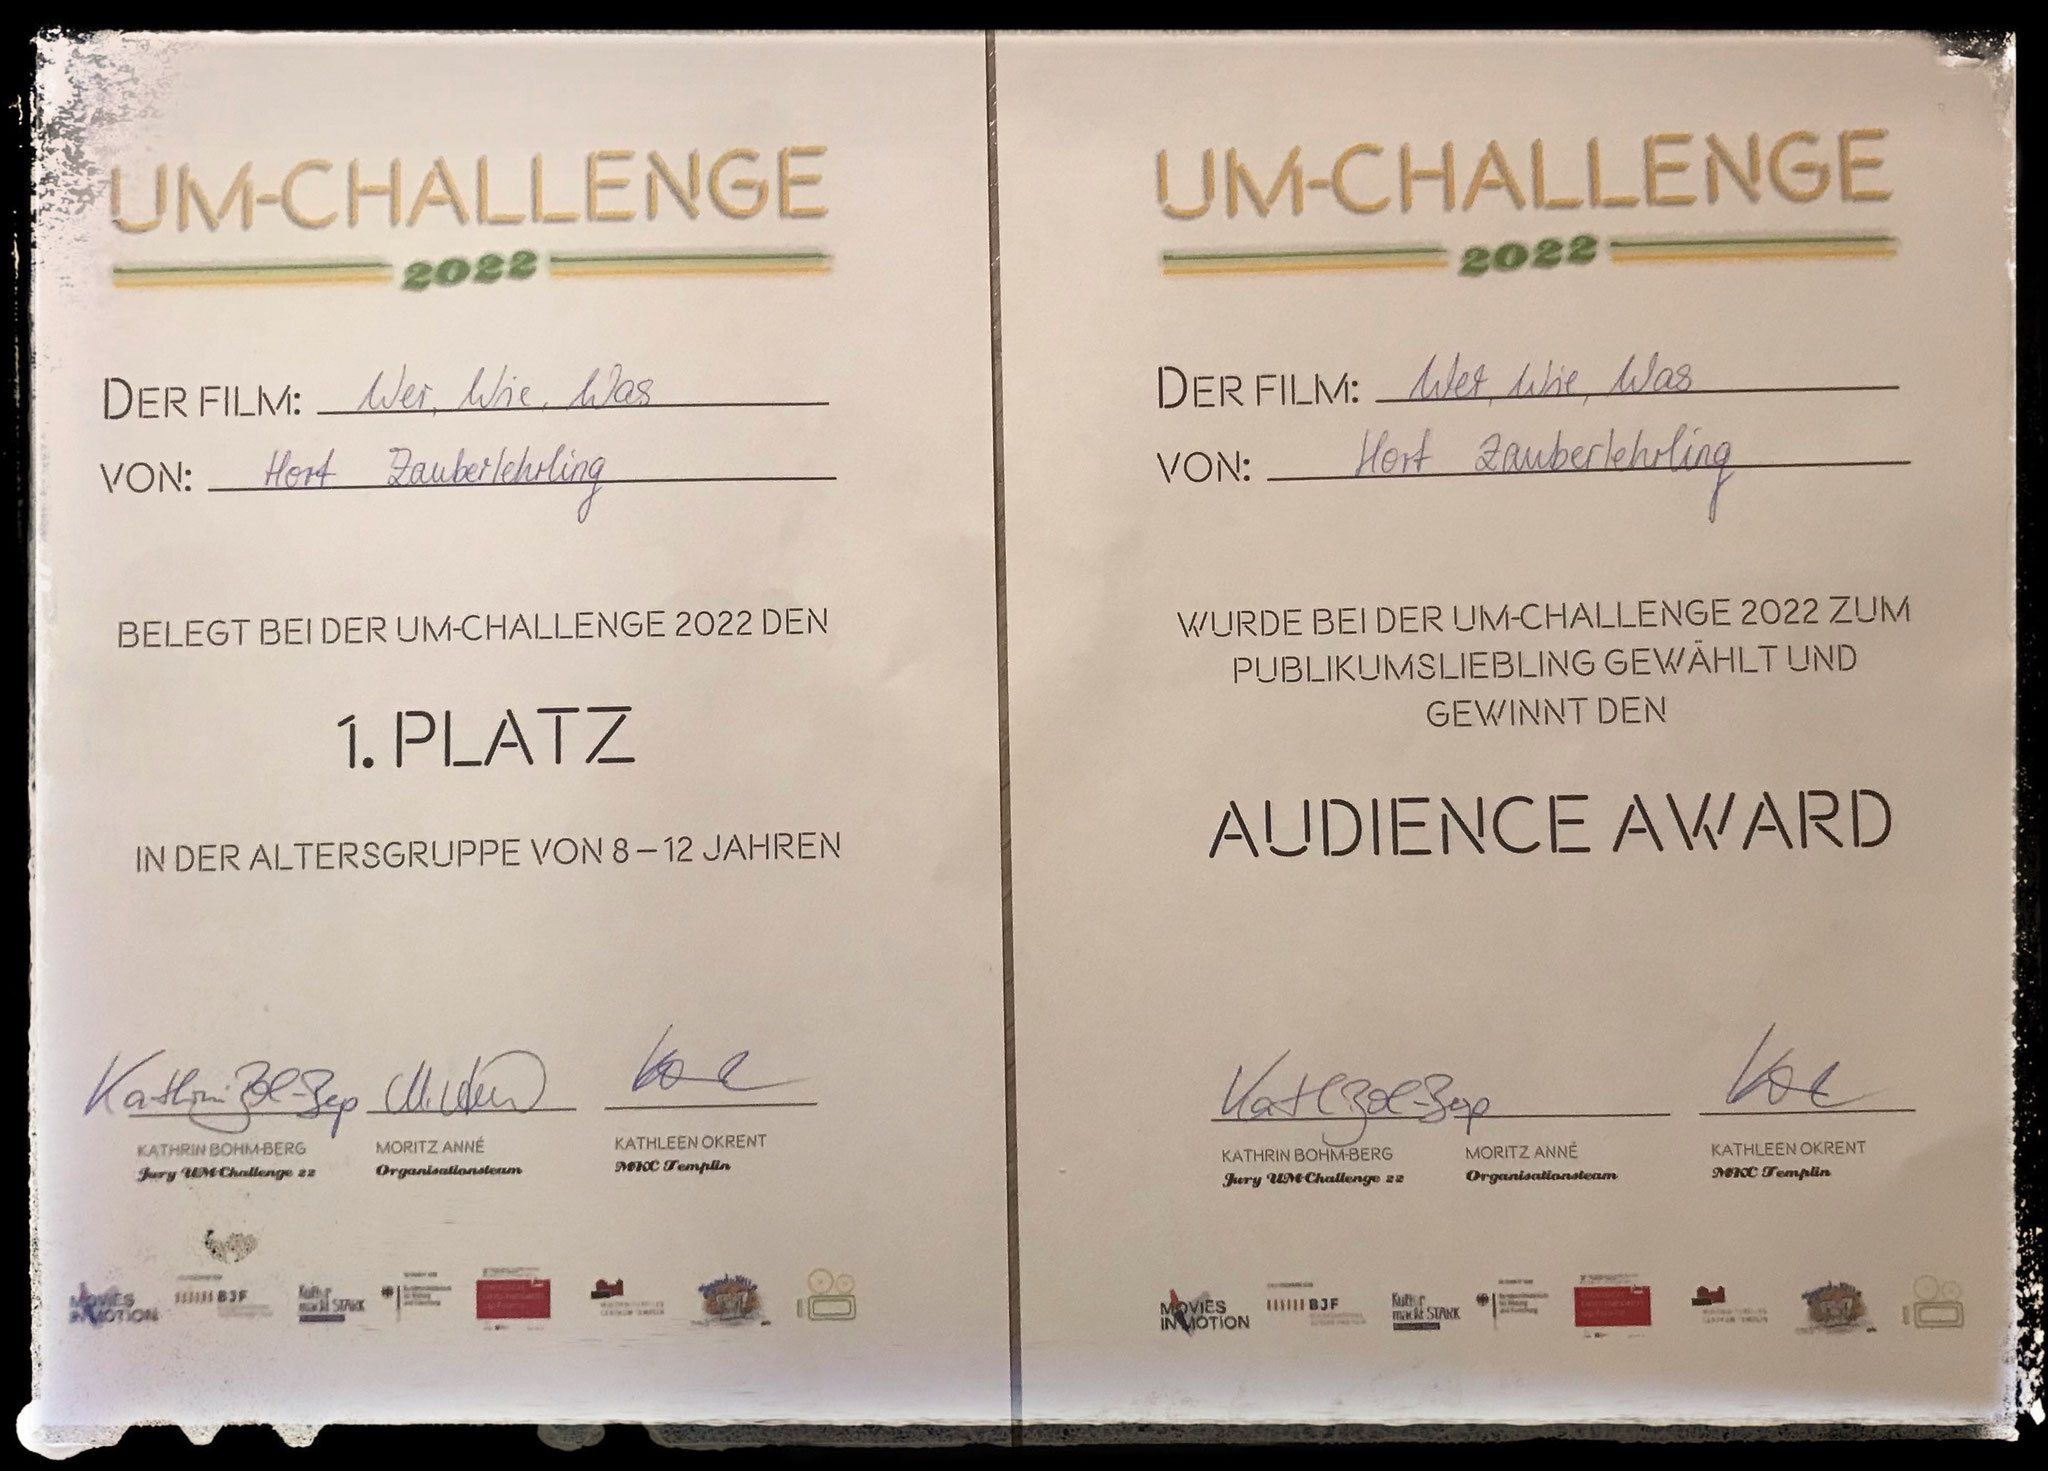 UM-CHALLENGE
2022
DER FILM: Wer, Wie, Was
VON: Hort Zauberlehrling
BELEGT BEI DER UM-CHALLENGE 2022 DEN
1. PLATZ
IN DER ALTERSGRUPPE VON 8 – 12 JAHREN
KATHRIN BOHM-BERG
Jury UM-Challenge 22
MORITZ ANNÉ
Organisationsteam
KATHLEEN OKRENT
MKC Templin
MOVIES
IN MOTION
BJF
Kultur
macht STARK
UM-CHALLENGE
2022
DER FILM: Wer, Wie, Was
VON: Hort Zauberlehrling
WURDE BEI DER UM-CHALLENGE 2022 ZUM
PUBLIKUMSLIEBLING GEWÄHLT UND
GEWINNT DEN
AUDIENCE AWARD
KATHRIN BOHM-BERG
Jury UM-Challenge 22
MORITZ ANNÉ
Organisationsteam
KATHLEEN OKRENT
MKC Templin
MOVIES
IN MOTION
BJF
Kultur
macht STARK